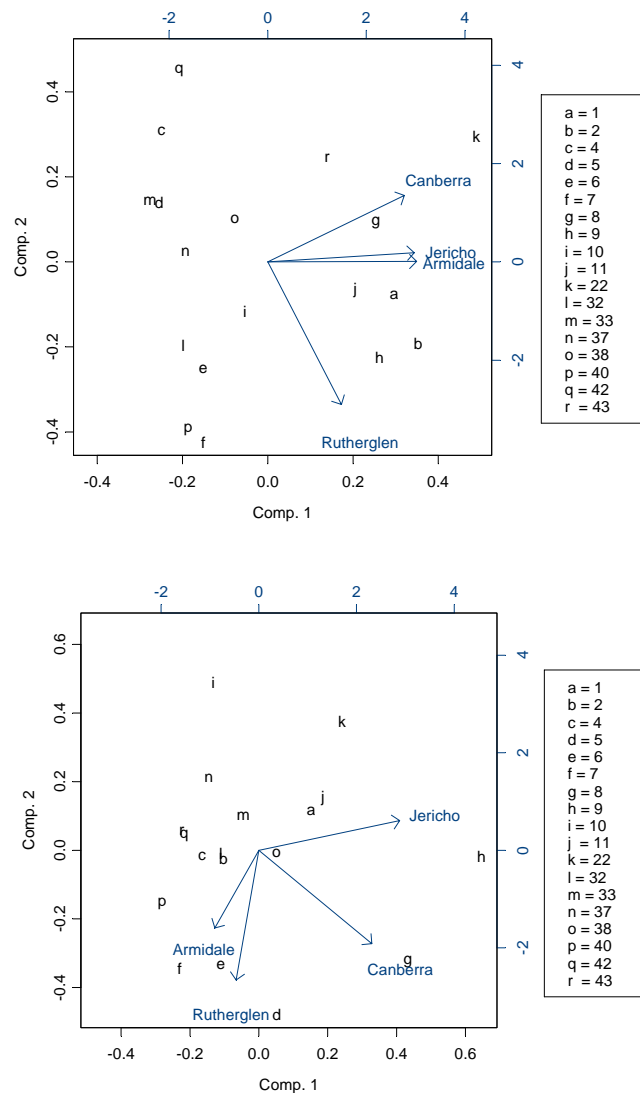 -2 0 2 4
q
0.4
4
c
k
r
2
0.2
Canberra
m d
o
g
n
Jericho
0.0
Armidale
0
Comp. 2
j a
i
l
b
-0.2
e
h
-2
p
f
-0.4
Rutherglen
-0.4 -0.2 0.0 0.2 0.4
Comp. 1
a = 1
b = 2
c = 4
d = 5
e = 6
f = 7
g = 8
h = 9
i = 10
j = 11
k = 22
l = 32
m = 33
n = 37
o = 38
p = 40
q = 42
r = 43
-2 0 2 4
0.6
4
i
0.4
k
2
n
0.2
j
a
m
Jericho
r q
0.0
c l b o
h
0
Comp. 2
p
-0.2
Armidale
-2
f e
g
Canberra
-0.4
Rutherglen d
-0.4 -0.2 0.0 0.2 0.4 0.6
Comp. 1
a = 1
b = 2
c = 4
d = 5
e = 6
f = 7
g = 8
h = 9
i = 10
j = 11
k = 22
l = 32
m = 33
n = 37
o = 38
p = 40
q = 42
r = 43